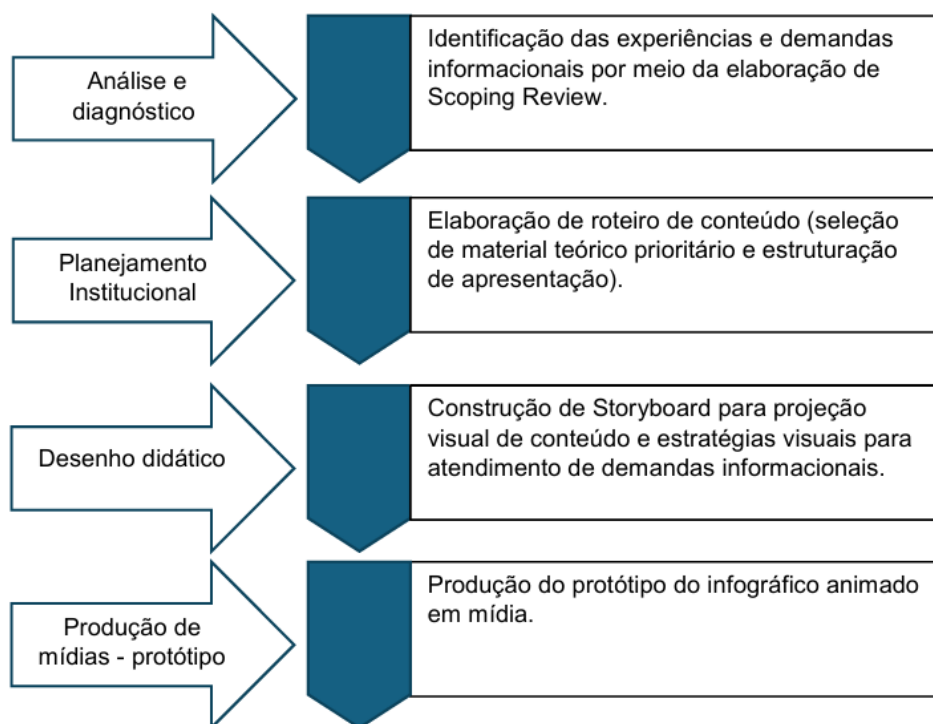 Análise e
diagnóstico
Identificação das experiências e demandas
informacionais por meio da elaboração de
Scoping Review.
Planejamento
Institucional
Elaboração de roteiro de conteúdo (seleção
de material teórico prioritário e estruturação
de apresentação).
Desenho didático
Construção de Storyboard para projeção
visual de conteúdo e estratégias visuais para
atendimento de demandas informacionais.
Produção de
mídias - protótipo
Produção do protótipo do infográfico animado
em mídia.